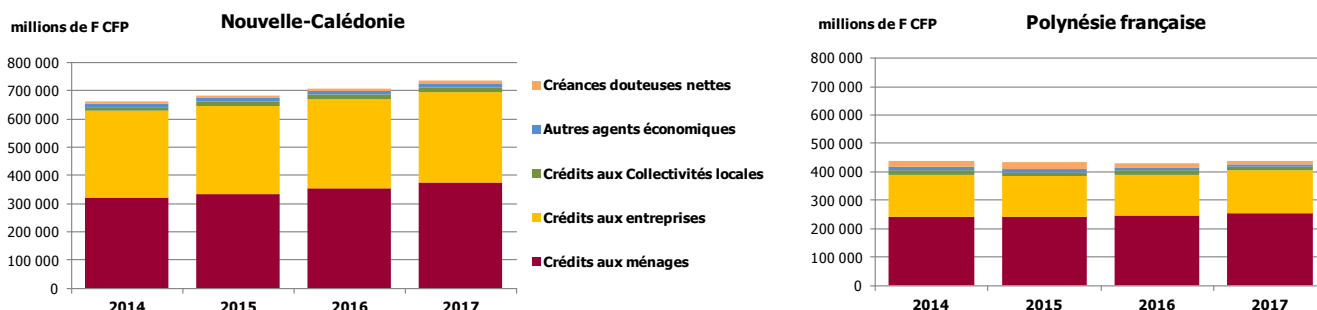 Nouvelle-Calédonie
millions de F CFP
800 000
700 000
600 000
500 000
400 000
300 000
200 000
100 000
0
2014 2015 2016 2017
Créances douteuses nettes
Autres agents économiques
Crédits aux Collectivités locales
Crédits aux entreprises
Crédits aux ménages
Polynésie française
millions de F CFP
800 000
700 000
600 000
500 000
400 000
300 000
200 000
100 000
0
2014 2015 2016 2017